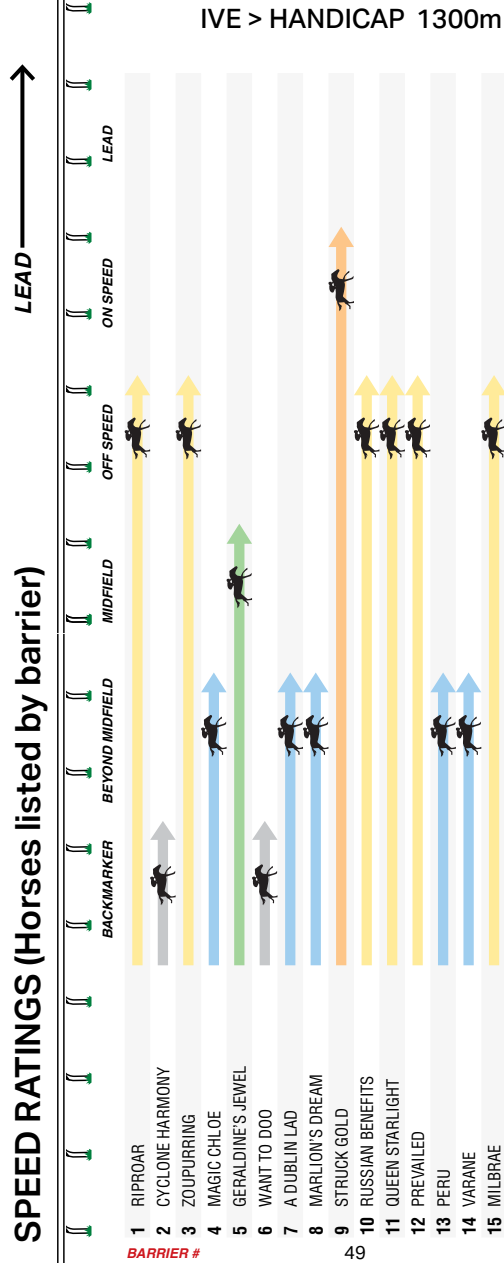 IVE > HANDICAP 1300m
SPEED RATINGS (Horses listed by barrier)
LEAD
BACKMARKER
BEYOND MIDFIELD
MIDFIELD
OFF SPEED
ON SPEED
LEAD
1 RIPROAR
2 CYCLONE HARMONY
3 ZOUPURRING
4 MAGIC CHLOE
5 GERALDINE'S JEWEL
6 WANT TO DOO
7 A DUBLIN LAD
8 MARLION'S DREAM
9 STRUCK GOLD
10 RUSSIAN BENEFITS
11 QUEEN STARLIGHT
12 PREVAILED
13 PERU
14 VARANE
15 MILBRAE
BARRIER #
49